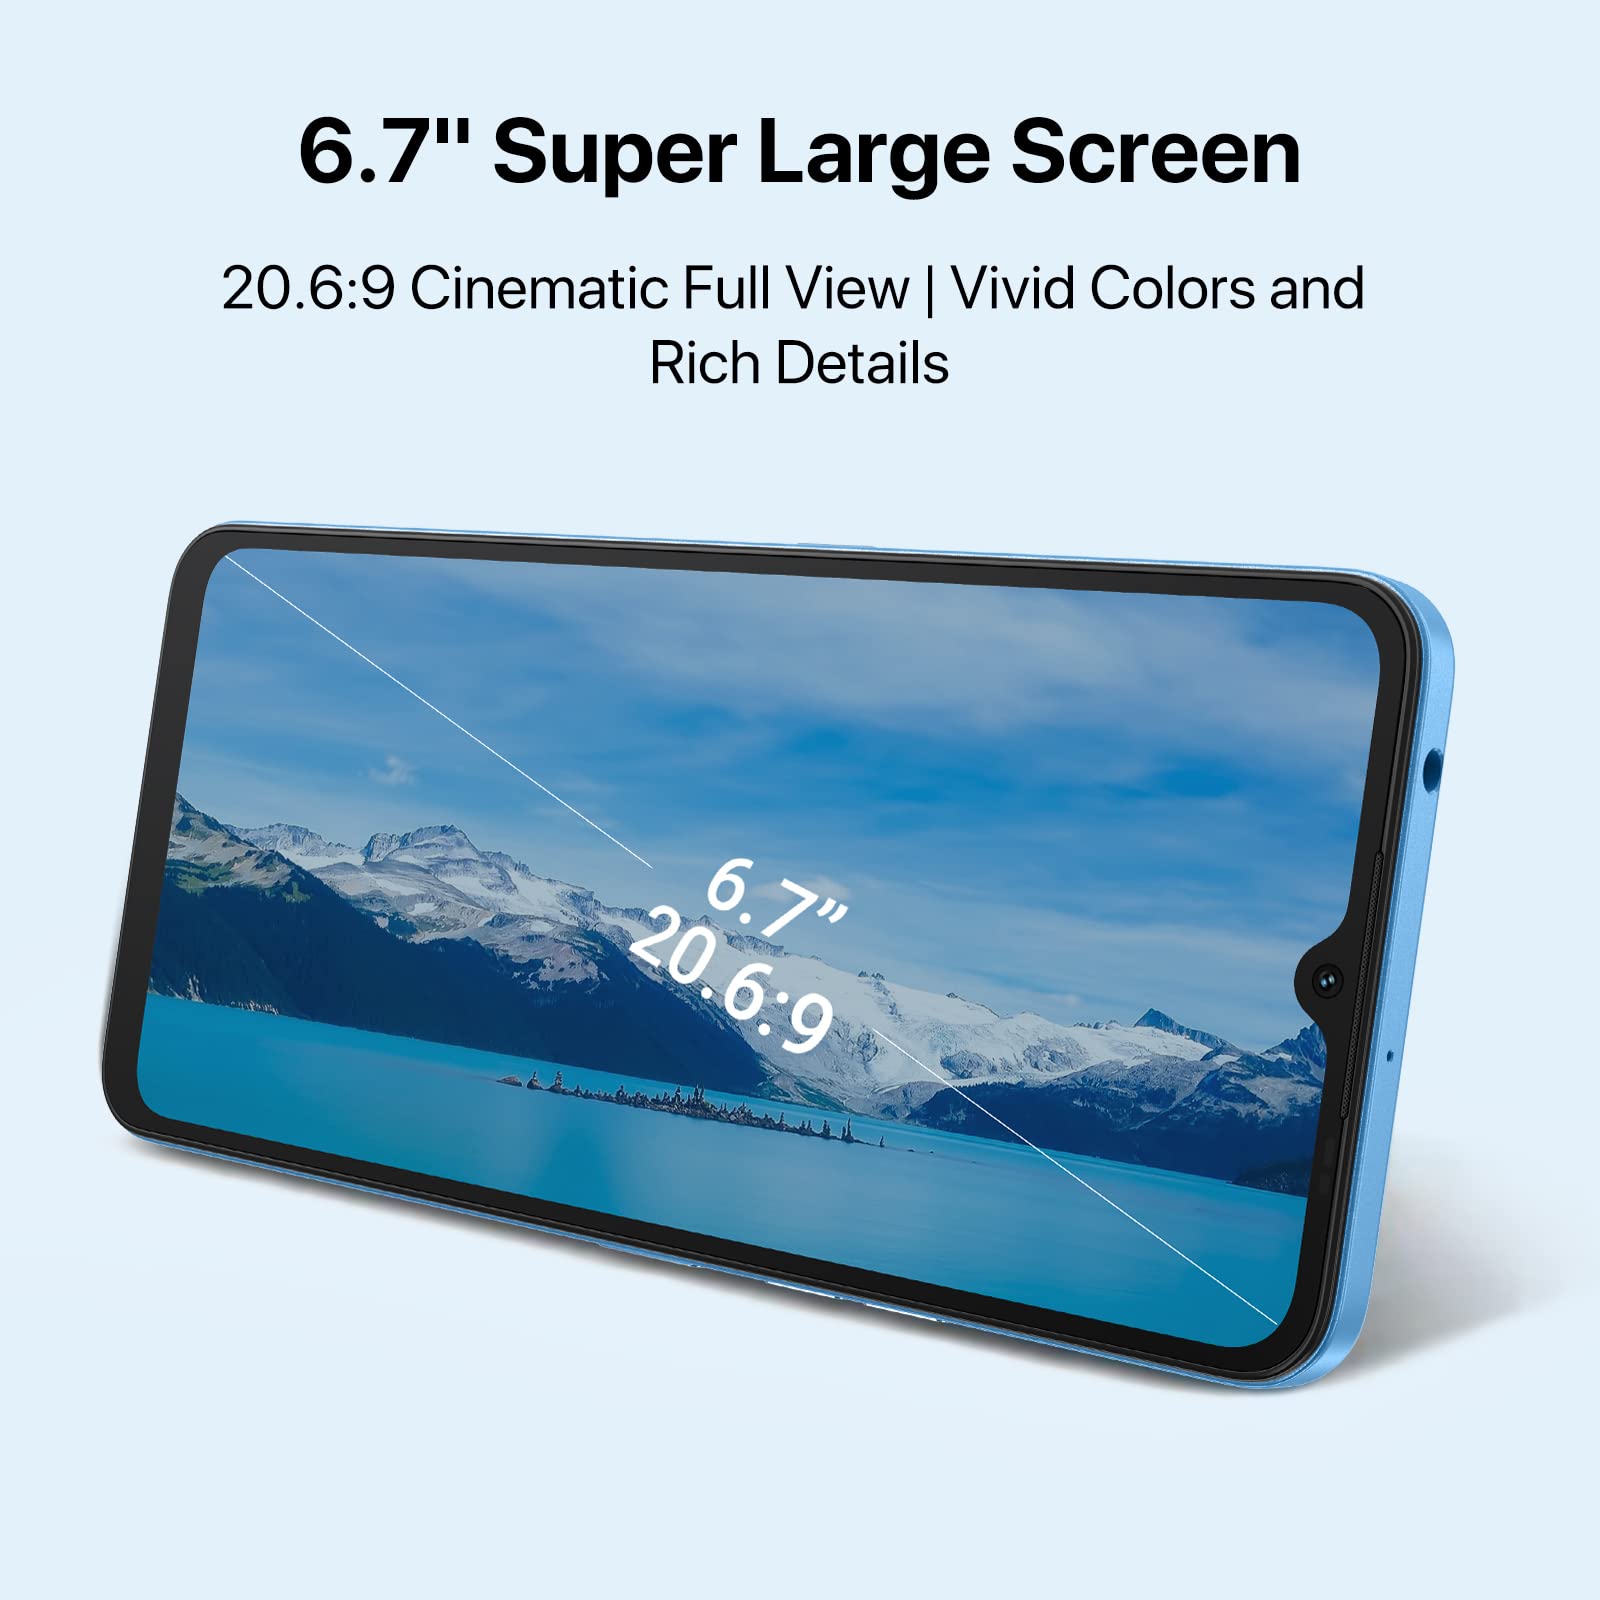 6.7" Super Large Screen
20.6:9 Cinematic Full View | Vivid Colors and
Rich Details
6.7”
20.6:9